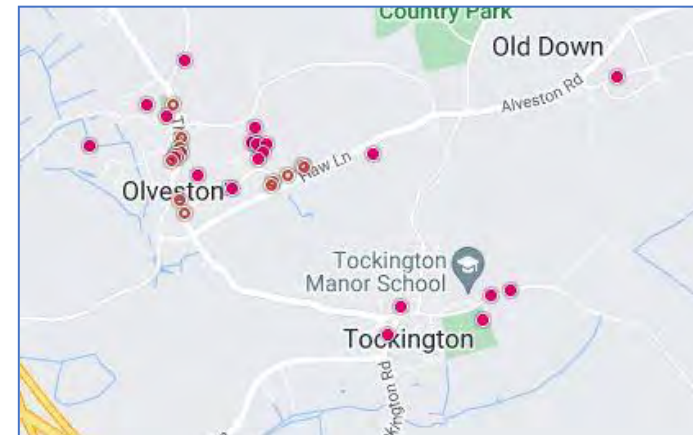 Country Park
Old Down
Alveston Rd
Haw Ln
Olveston
Tockington
Manor School
Tockington